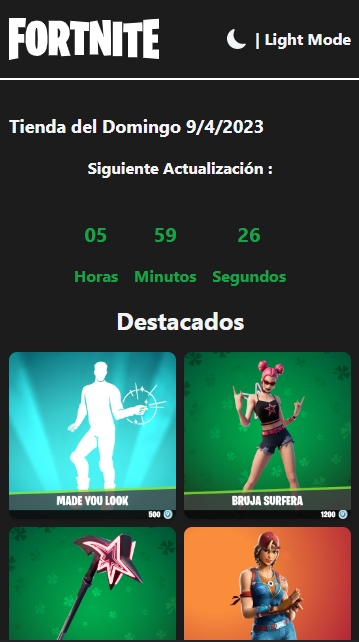 FORTNITE
| Light Mode
Tienda del Domingo 9/4/2023
Siguiente Actualización :
05 59 26
Horas Minutos Segundos
Destacados
MADE YOU LOOK
BRUJA SURFERA
500
1200